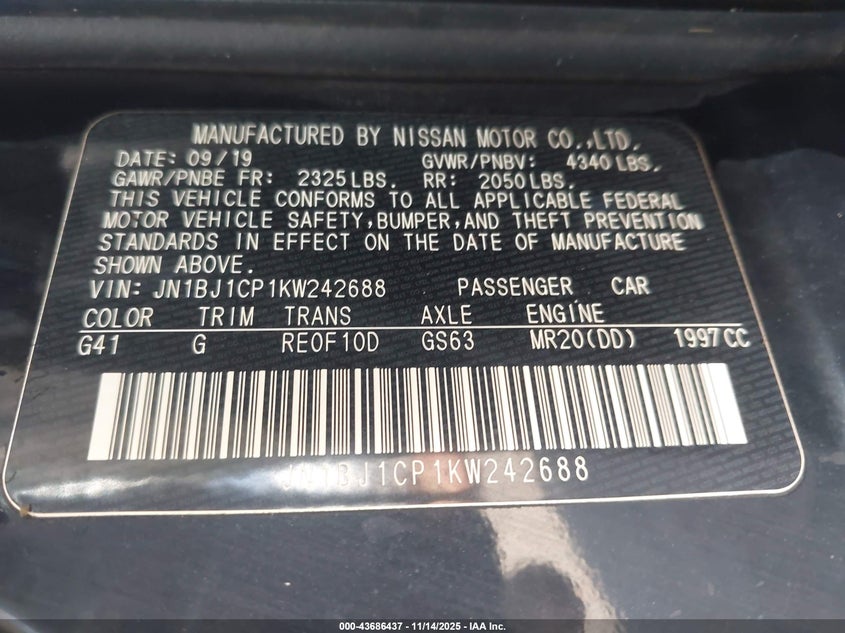 MANUFACTURED BY NISSAN MOTOR CO.,LTD.
DATE: 09/19 GVWR/PNBV: 4340 LBS.
GAWR/PNBE FR: 2325 LBS. RR: 2050 LBS.
THIS VEHICLE CONFORMS TO ALL APPLICABLE FEDERAL
MOTOR VEHICLE SAFETY,BUMPER,AND THEFT PREVENTION
STANDARDS IN EFFECT ON THE DATE OF MANUFACTURE
SHOWN ABOVE.
VIN: JN1BJ1CP1KW242688 PASSENGER CAR
COLOR TRIM TRANS AXLE ENGINE
G41 G RE0F10D GS63 MR20(DD) 1997 CC
JN1BJ1CP1KW242688
000-43686437 - 11/14/2025 - IAA Inc.